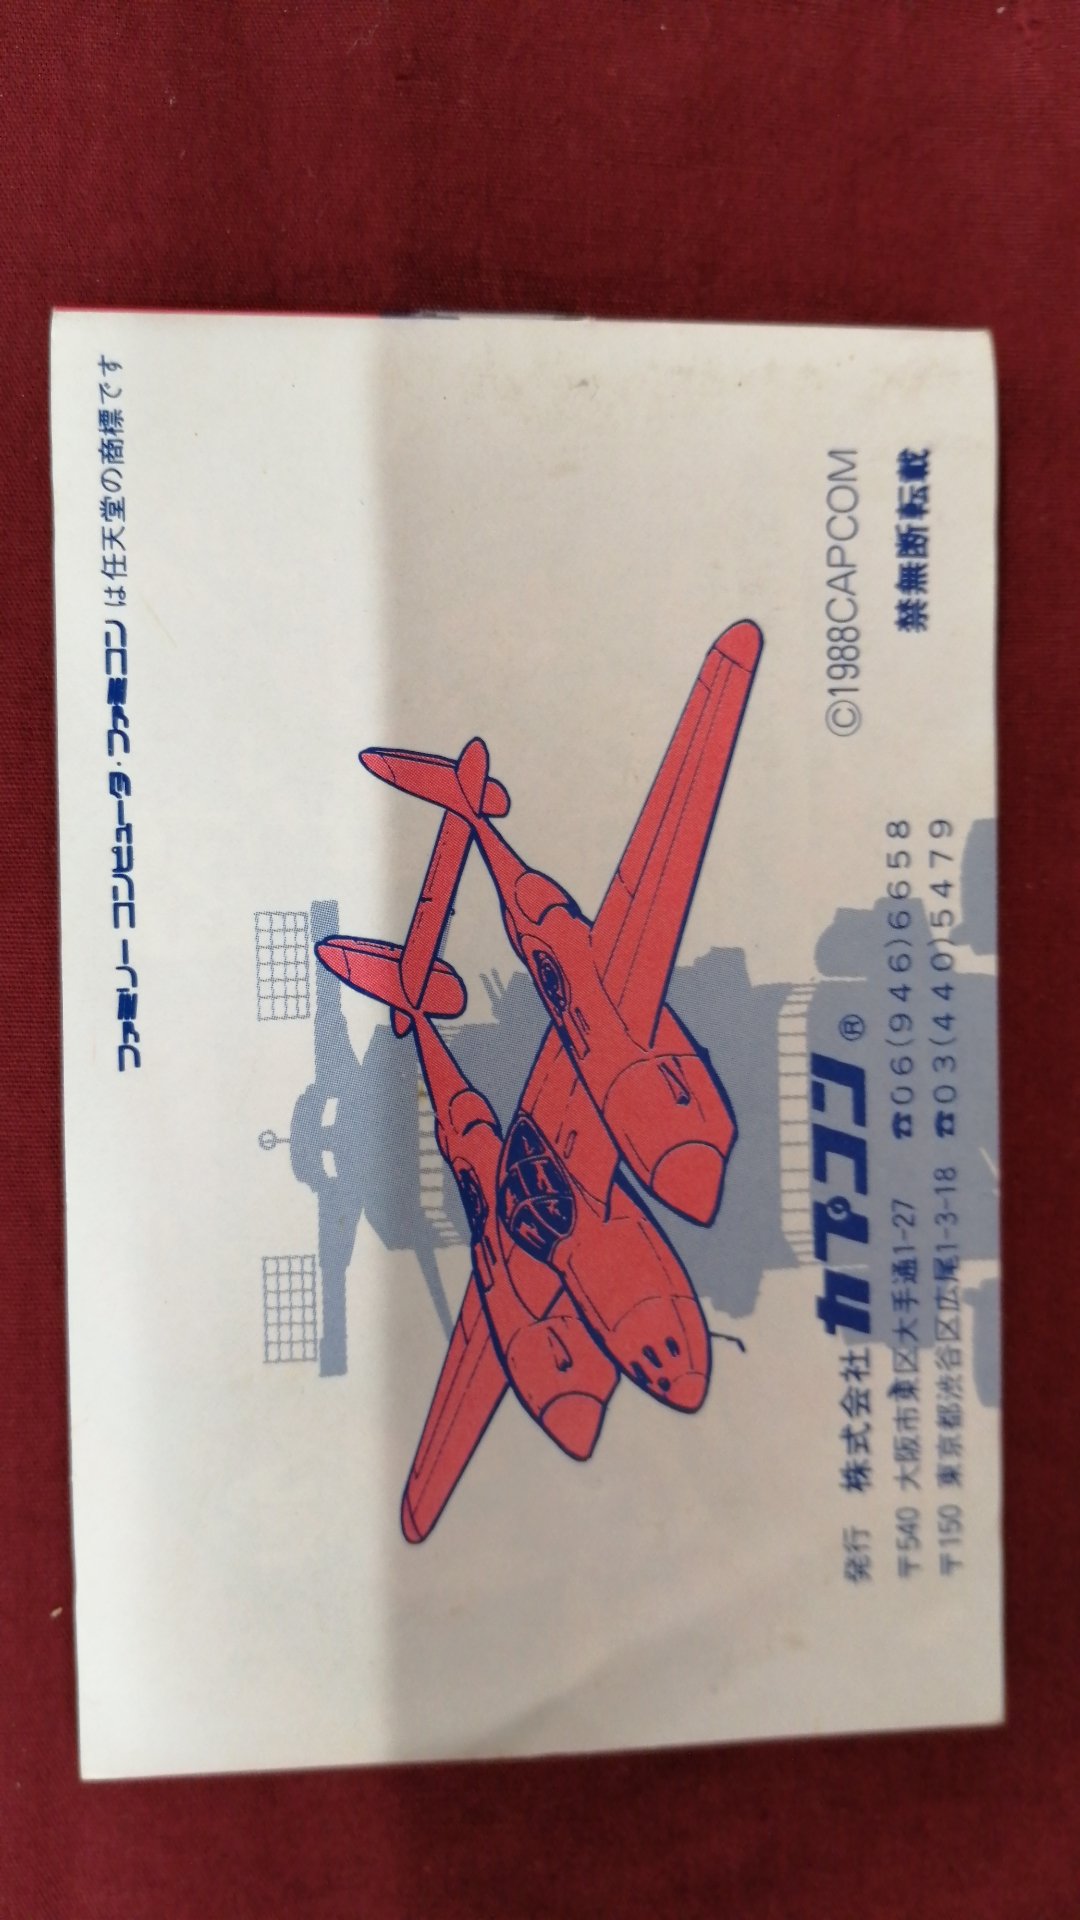 ファミリーコンピュータ・ファミコンは任天堂の商標です
©1988CAPCOM
発行 株式会社カプコン®
禁無断転載
〒540 大阪市東区大手通1-27 ☎06(946)6658
〒150 東京都渋谷区広尾1-3-18 ☎03(440)5479